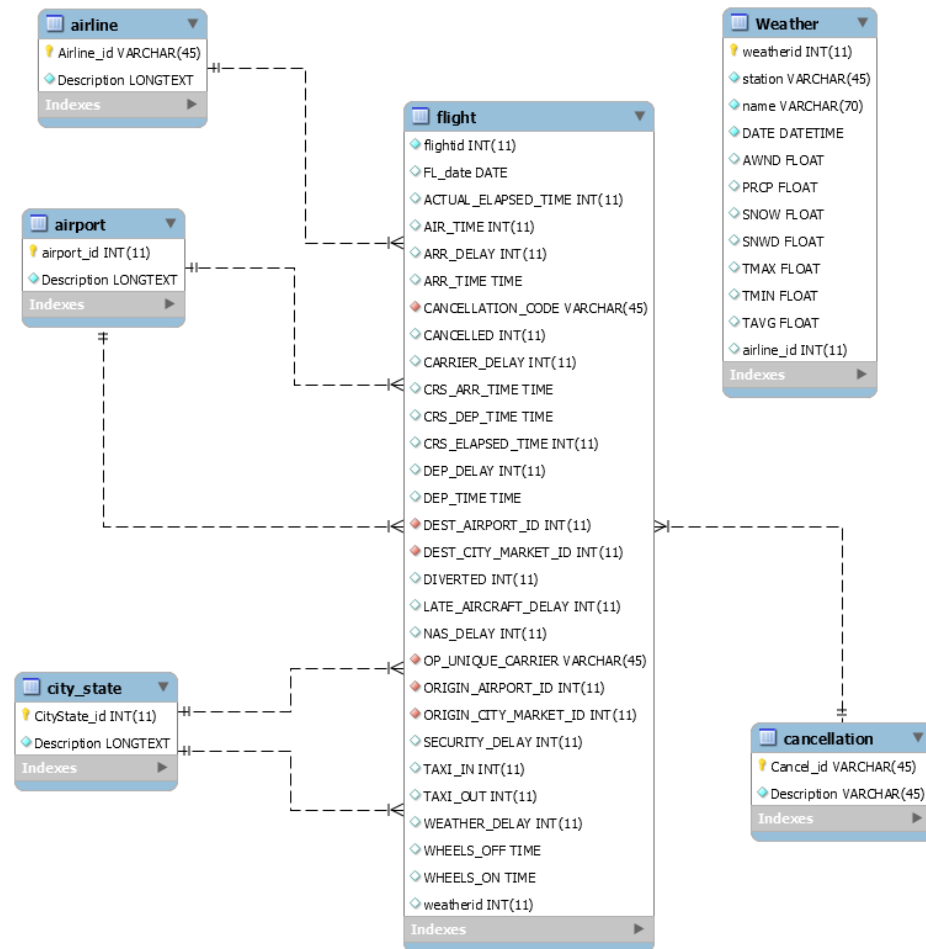 airline
Airline_id VARCHAR(45)
Description LONGTEXT
Indexes
airport
airport_id INT(11)
Description LONGTEXT
Indexes
city_state
CityState_id INT(11)
Description LONGTEXT
Indexes
flight
flightid INT(11)
FL_date DATE
ACTUAL_ELAPSED_TIME INT(11)
AIR_TIME INT(11)
ARR_DELAY INT(11)
ARR_TIME TIME
CANCELLATION_CODE VARCHAR(45)
CANCELLED INT(11)
CARRIER_DELAY INT(11)
CRS_ARR_TIME TIME
CRS_DEP_TIME TIME
CRS_ELAPSED_TIME INT(11)
DEP_DELAY INT(11)
DEP_TIME TIME
DEST_AIRPORT_ID INT(11)
DEST_CITY_MARKET_ID INT(11)
DIVERTED INT(11)
LATE_AIRCRAFT_DELAY INT(11)
NAS_DELAY INT(11)
OP_UNIQUE_CARRIER VARCHAR(45)
ORIGIN_AIRPORT_ID INT(11)
ORIGIN_CITY_MARKET_ID INT(11)
SECURITY_DELAY INT(11)
TAXI_IN INT(11)
TAXI_OUT INT(11)
WEATHER_DELAY INT(11)
WHEELS_OFF TIME
WHEELS_ON TIME
weatherid INT(11)
Indexes
Weather
weatherid INT(11)
station VARCHAR(45)
name VARCHAR(70)
DATE DATETIME
AWND FLOAT
PRCP FLOAT
SNOW FLOAT
SNWD FLOAT
TMAX FLOAT
TMIN FLOAT
TAVG FLOAT
airline_id INT(11)
Indexes
cancellation
Cancel_id VARCHAR(45)
Description VARCHAR(45)
Indexes